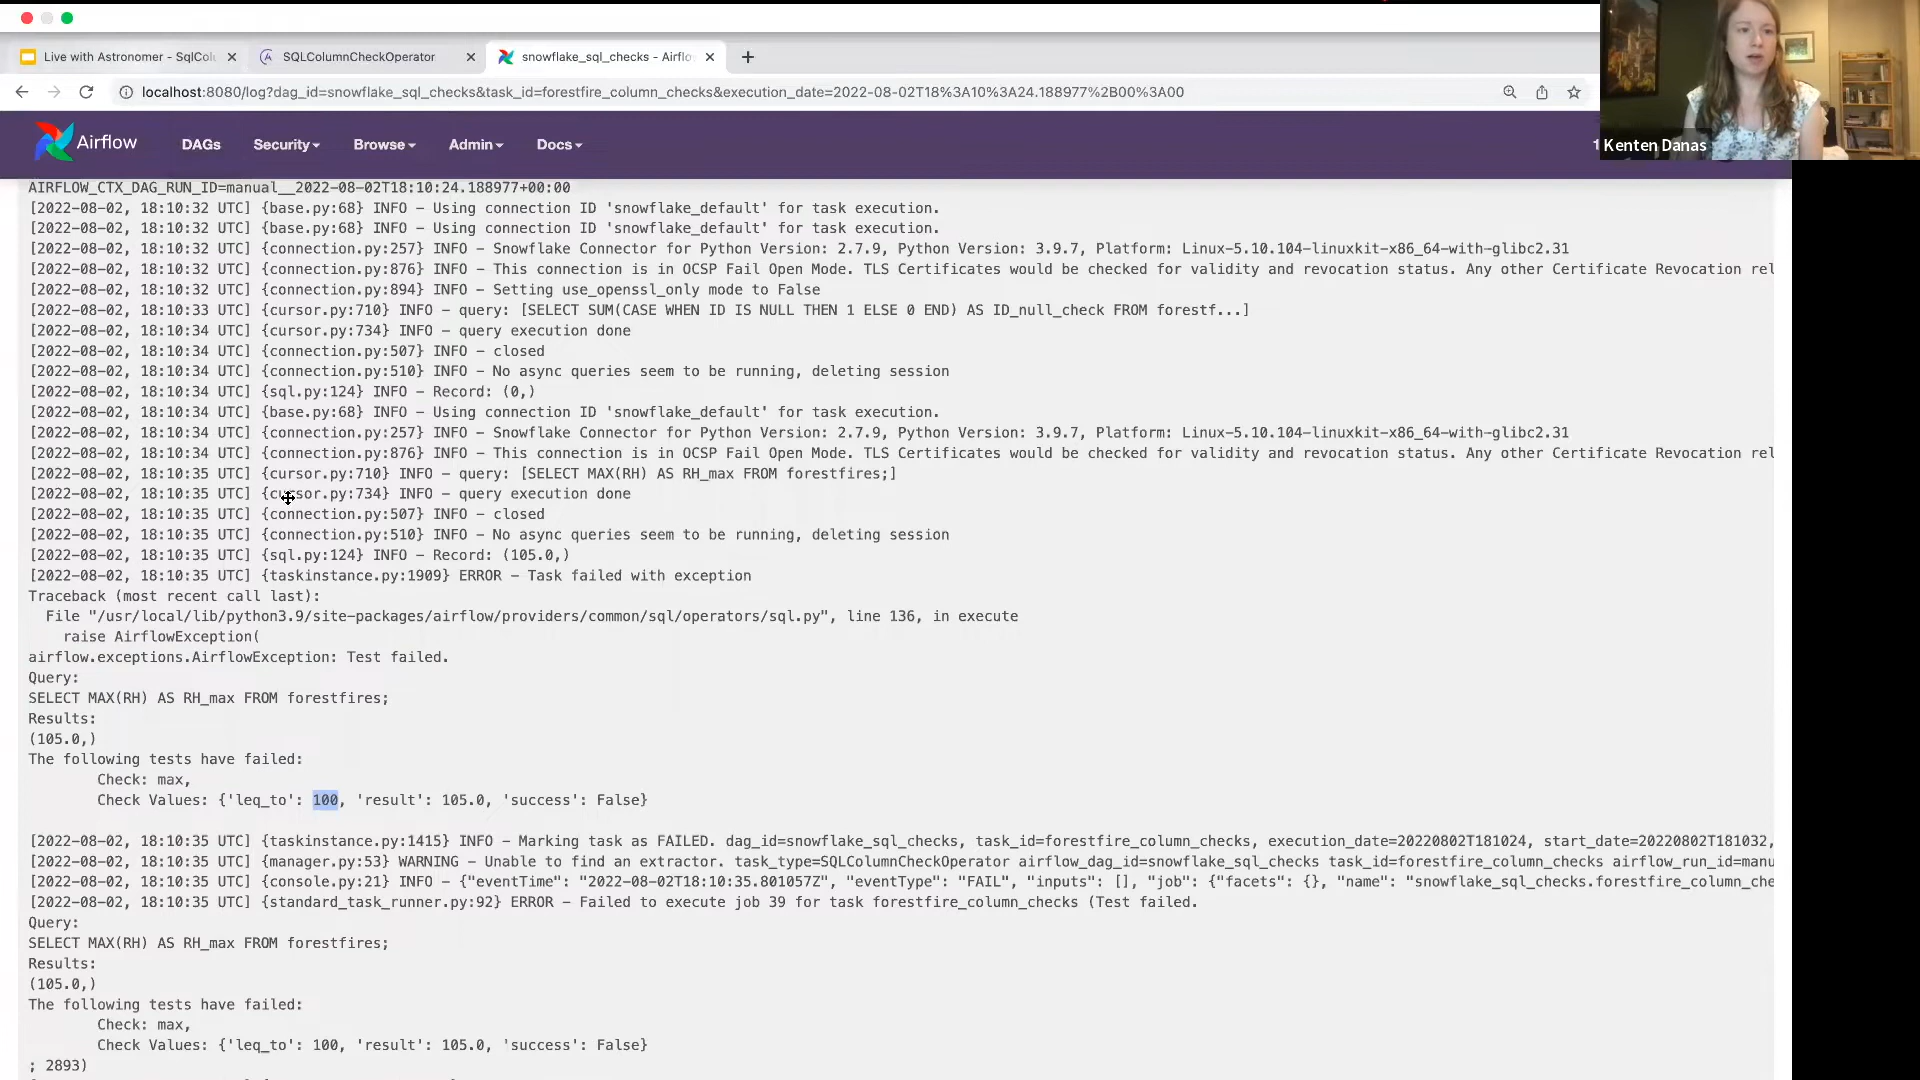 Live with Astronomer - SqlColu
SQLColumnCheckOperator
snowflake_sql_checks - Airflo
localhost:8080/log?dag_id=snowflake_sql_checks&task_id=forestfire_column_checks&execution_date=2022-08-02T18%3A10%3A24.188977%2B00%3A00
Airflow
DAGs
Security
Browse
Admin
Docs
1
Kenten Danas
AIRFLOW_CTX_DAG_RUN_ID=manual__2022-08-02T18:10:24.188977+00:00
[2022-08-02, 18:10:32 UTC] {base.py:68} INFO - Using connection ID 'snowflake_default' for task execution.
[2022-08-02, 18:10:32 UTC] {base.py:68} INFO - Using connection ID 'snowflake_default' for task execution.
[2022-08-02, 18:10:32 UTC] {connection.py:257} INFO - Snowflake Connector for Python Version: 2.7.9, Python Version: 3.9.7, Platform: Linux-5.10.104-linuxkit-x86_64-with-glibc2.31
[2022-08-02, 18:10:32 UTC] {connection.py:876} INFO - This connection is in OCSP Fail Open Mode. TLS Certificates would be checked for validity and revocation status. Any other Certificate Revocation rel
[2022-08-02, 18:10:32 UTC] {connection.py:894} INFO - Setting use_openssl_only mode to False
[2022-08-02, 18:10:33 UTC] {cursor.py:710} INFO - query: [SELECT SUM(CASE WHEN ID IS NULL THEN 1 ELSE 0 END) AS ID_null_check FROM forestf...]
[2022-08-02, 18:10:34 UTC] {cursor.py:734} INFO - query execution done
[2022-08-02, 18:10:34 UTC] {connection.py:507} INFO - closed
[2022-08-02, 18:10:34 UTC] {connection.py:510} INFO - No async queries seem to be running, deleting session
[2022-08-02, 18:10:34 UTC] {sql.py:124} INFO - Record: (0,)
[2022-08-02, 18:10:34 UTC] {base.py:68} INFO - Using connection ID 'snowflake_default' for task execution.
[2022-08-02, 18:10:34 UTC] {connection.py:257} INFO - Snowflake Connector for Python Version: 2.7.9, Python Version: 3.9.7, Platform: Linux-5.10.104-linuxkit-x86_64-with-glibc2.31
[2022-08-02, 18:10:34 UTC] {connection.py:876} INFO - This connection is in OCSP Fail Open Mode. TLS Certificates would be checked for validity and revocation status. Any other Certificate Revocation rel
[2022-08-02, 18:10:35 UTC] {cursor.py:710} INFO - query: [SELECT MAX(RH) AS RH_max FROM forestfires;]
[2022-08-02, 18:10:35 UTC] {cursor.py:734} INFO - query execution done
[2022-08-02, 18:10:35 UTC] {connection.py:507} INFO - closed
[2022-08-02, 18:10:35 UTC] {connection.py:510} INFO - No async queries seem to be running, deleting session
[2022-08-02, 18:10:35 UTC] {sql.py:124} INFO - Record: (105.0,)
[2022-08-02, 18:10:35 UTC] {taskinstance.py:1909} ERROR - Task failed with exception
Traceback (most recent call last):
File "/usr/local/lib/python3.9/site-packages/airflow/providers/common/sql/operators/sql.py", line 136, in execute
raise AirflowException(
airflow.exceptions.AirflowException: Test failed.
Query:
SELECT MAX(RH) AS RH_max FROM forestfires;
Results:
(105.0,)
The following tests have failed:
Check: max,
Check Values: {'leq_to': 100, 'result': 105.0, 'success': False}
[2022-08-02, 18:10:35 UTC] {taskinstance.py:1415} INFO - Marking task as FAILED. dag_id=snowflake_sql_checks, task_id=forestfire_column_checks, execution_date=20220802T181024, start_date=20220802T181032,
[2022-08-02, 18:10:35 UTC] {manager.py:53} WARNING - Unable to find an extractor. task_type=SQLColumnCheckOperator airflow_dag_id=snowflake_sql_checks task_id=forestfire_column_checks airflow_run_id=manu
[2022-08-02, 18:10:35 UTC] {console.py:21} INFO - {"eventTime": "2022-08-02T18:10:35.801057Z", "eventType": "FAIL", "inputs": [], "job": {"facets": {}, "name": "snowflake_sql_checks.forestfire_column_che
[2022-08-02, 18:10:35 UTC] {standard_task_runner.py:92} ERROR - Failed to execute job 39 for task forestfire_column_checks (Test failed.
Query:
SELECT MAX(RH) AS RH_max FROM forestfires;
Results:
(105.0,)
The following tests have failed:
Check: max,
Check Values: {'leq_to': 100, 'result': 105.0, 'success': False}
; 2893)